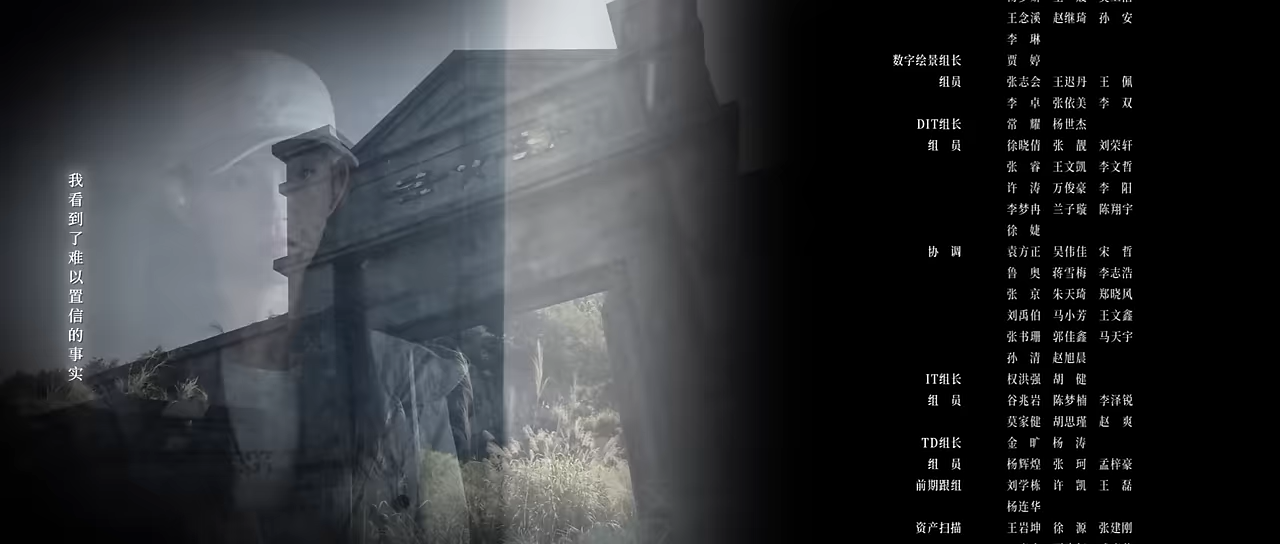 我看到了难以置信的事实
王念溪 赵继琦 孙 安
李 琳
数字绘景组长 贾 婷
组员 张志会 王迟丹 王 佩
李 卓 张依美 李 双
DIT组长 常 耀 杨世杰
组 员 徐晓倩 张 靓 刘荣轩
张 睿 王文凯 李文哲
许 涛 万俊豪 李 阳
李梦冉 兰子璇 陈翔宇
徐 婕
协 调 袁方正 吴伟佳 宋 哲
鲁 奥 蒋雪梅 李志浩
张 京 朱天琦 郑晓风
刘禹伯 马小芳 王文鑫
张书珊 郭佳鑫 马天宇
孙 清 赵旭晨
IT组长 权洪强 胡 健
组 员 谷兆岩 陈梦楠 李泽锐
莫家健 胡思瑾 赵 爽
TD组长 金 旷 杨 涛
组 员 杨辉煌 张 珂 孟梓豪
前期跟组 刘学栋 许 凯 王 磊
杨连华
资产扫描 王岩坤 徐 源 张建刚